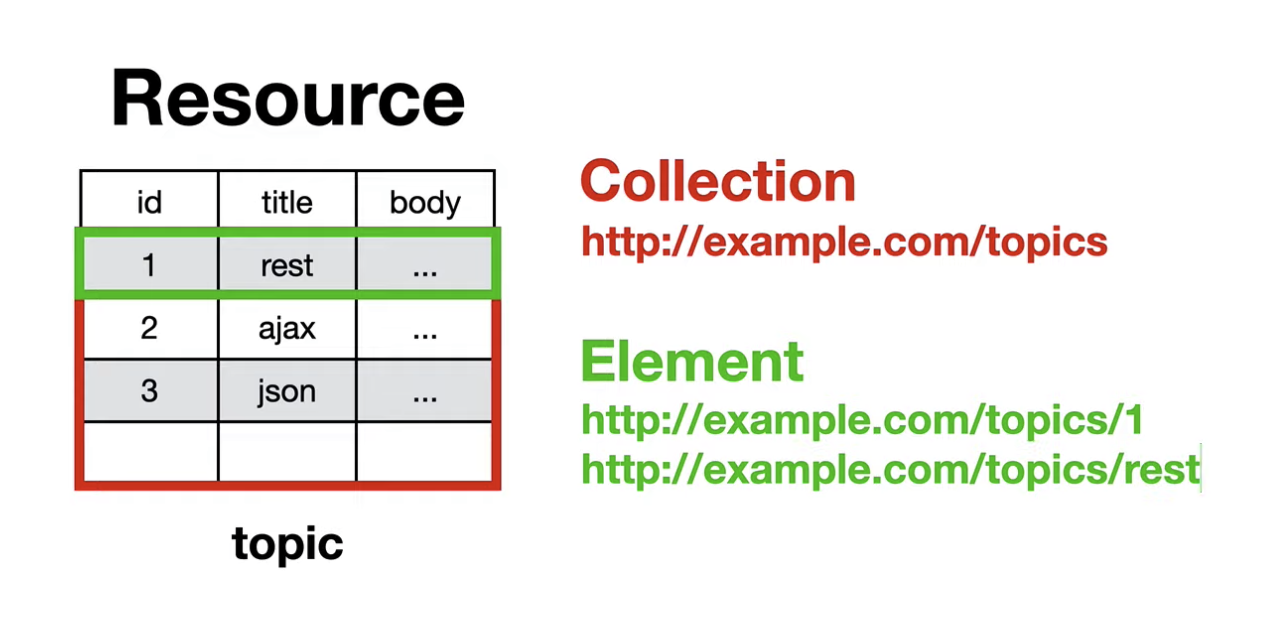 Resource
id title body
1 rest ...
2 ajax ...
3 json ...
topic
Collection
http://example.com/topics
Element
http://example.com/topics/1
http://example.com/topics/rest